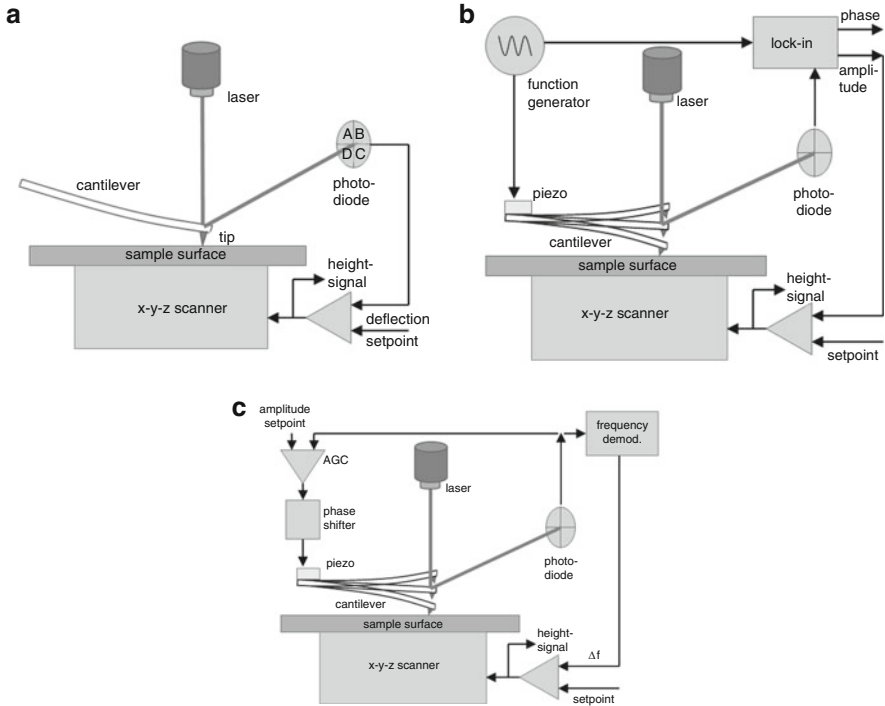 a
laser
A B
D C
photo-
diode
cantilever
tip
sample surface
height-
signal
x-y-z scanner
deflection
setpoint
b
phase
lock-in
ampli-
tude
function
generator
laser
piezo
photo-
diode
cantilever
sample surface
height-
signal
x-y-z scanner
setpoint
c
amplitude
setpoint
frequency
demod.
AGC
laser
phase
shifter
photo-
diode
piezo
cantilever
sample surface
height-
signal
Δf
x-y-z scanner
setpoint